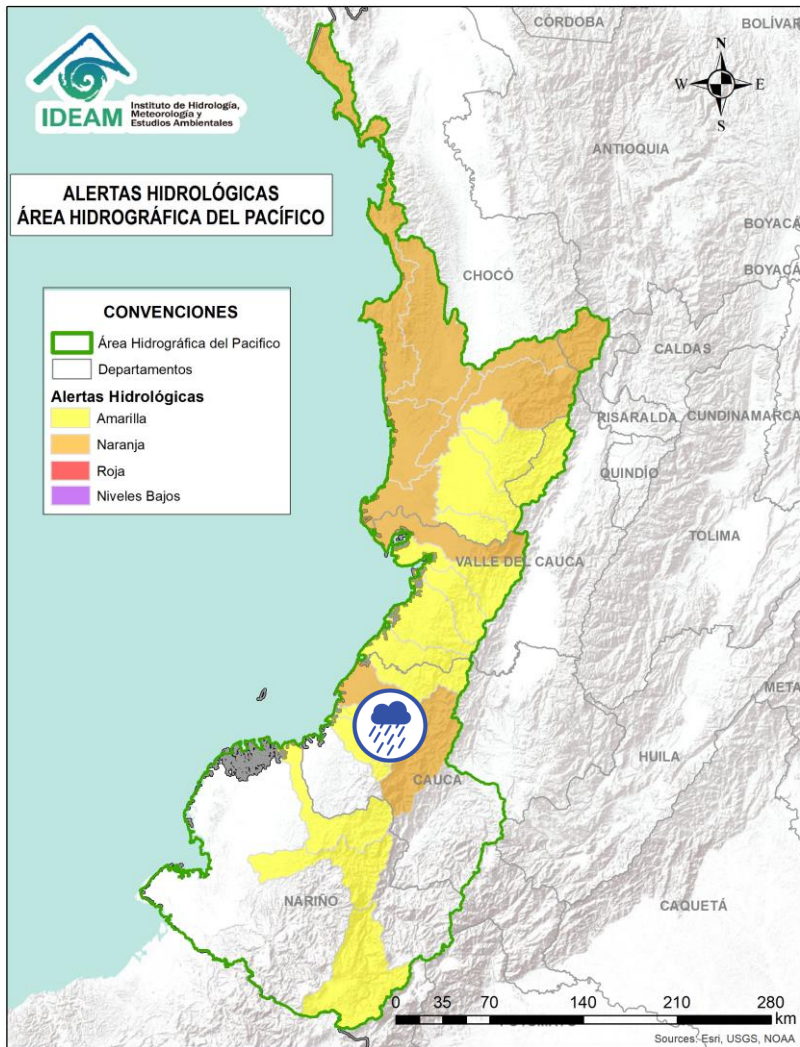 CÓRDOBA
BOLÍVAR
N
W E
S
IDEAM
Instituto de Hidrología,
Meteorología y
Estudios Ambientales
ANTIOQUIA
ALERTAS HIDROLÓGICAS
ÁREA HIDROGRÁFICA DEL PACÍFICO
BOYACÁ
BOYACÁ
CHOCÓ
CONVENCIONES
Área Hidrográfica del Pacifico
Departamentos
Alertas Hidrológicas
Amarilla
Naranja
Roja
Niveles Bajos
CALDAS
RISARALDA
CUNDINAMARCA
QUINDÍO
TOLIMA
VALLE DEL CAUCA
META
HUILA
CAUCA
NARIÑO
CAQUETÁ
0 35 70 140 210 280
km
Sources: Esri, USGS, NOAA